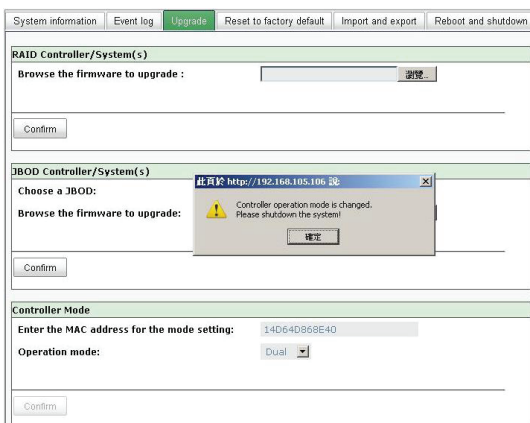 System information Event log Upgrade Reset to factory default Import and export Reboot and shutdown
RAID Controller/System(s)
Browse the firmware to upgrade : 瀏覽...
Confirm
JBOD Controller/System(s)
此頁於 http://192.168.105.106 說:
Choose a JBOD:
Controller operation mode is changed.
Browse the firmware to upgrade:
Please shutdown the system!
確定
Confirm
Controller Mode
Enter the MAC address for the mode setting: 14D64D868E40
Operation mode: Dual
Confirm